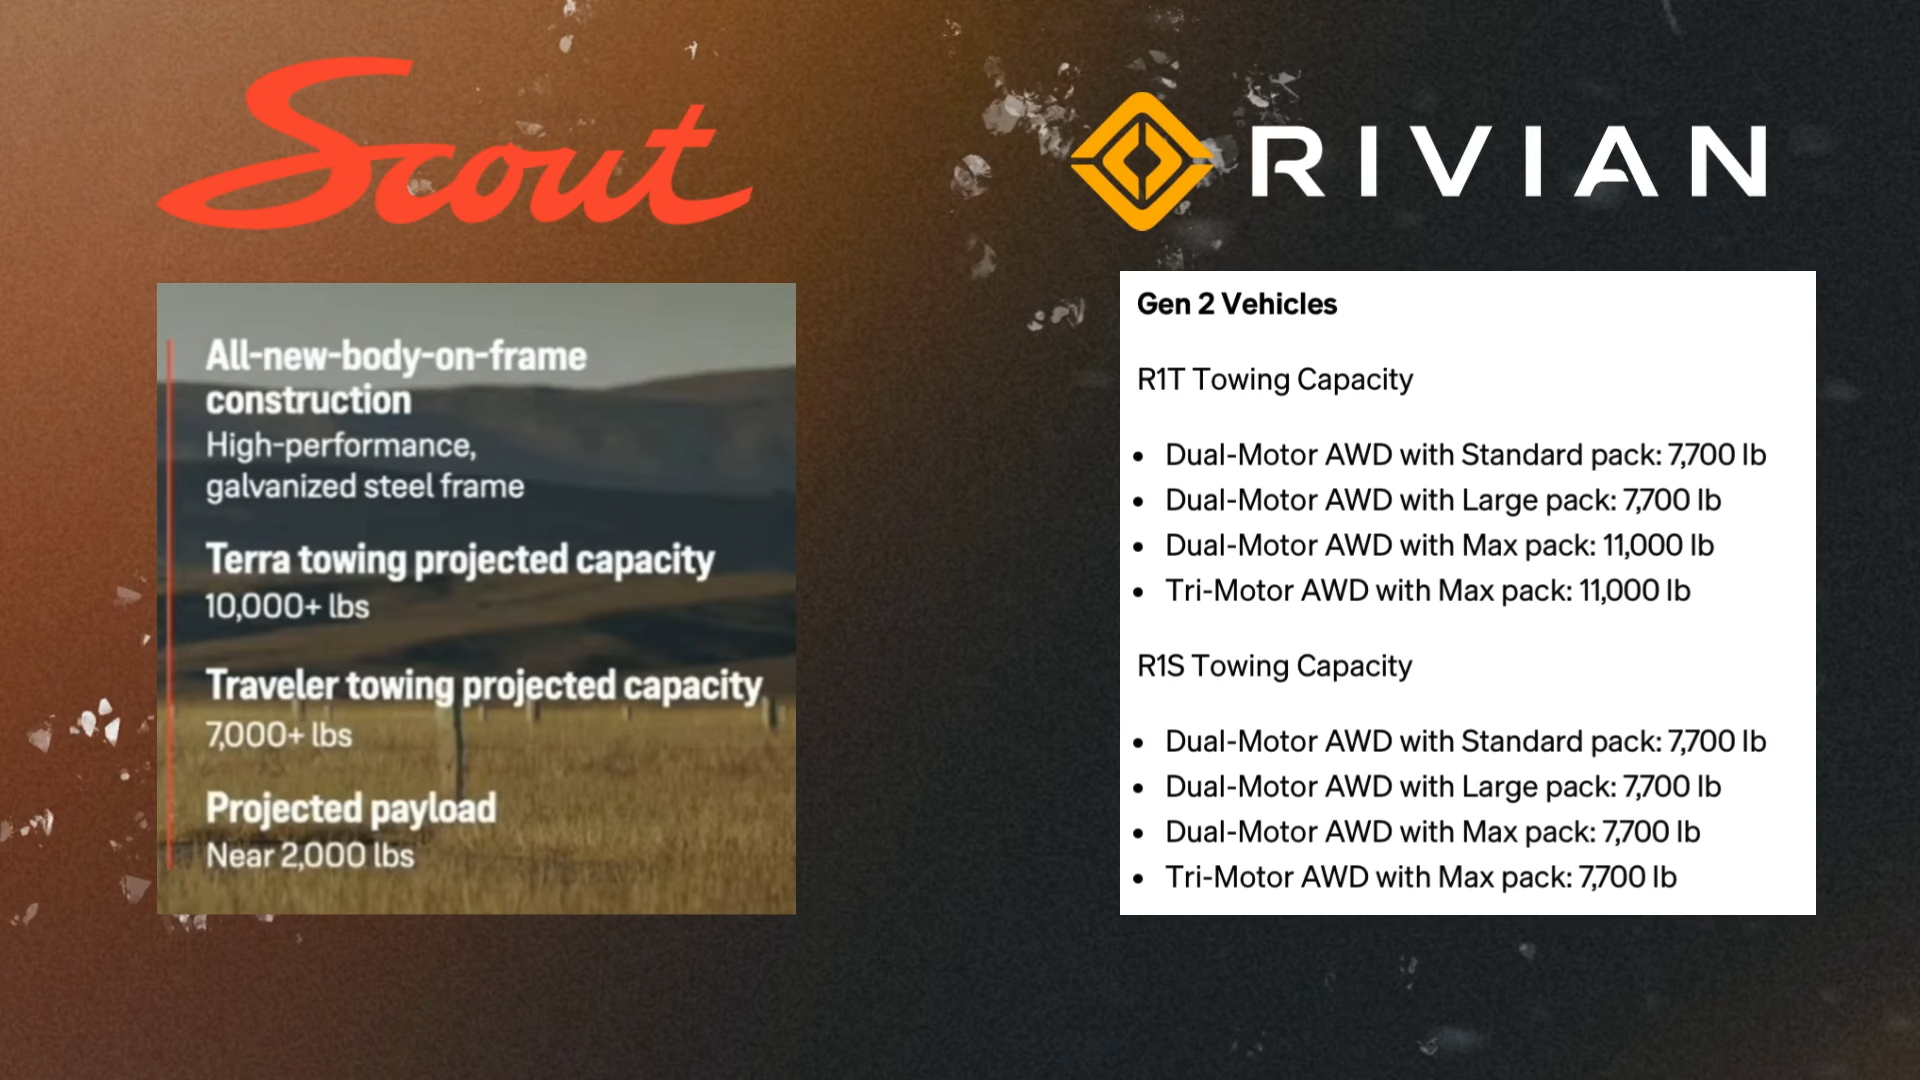 Scout
All-new-body-on-frame
construction
High-performance,
galvanized steel frame
Terra towing projected capacity
10,000+ lbs
Traveler towing projected capacity
7,000+ lbs
Projected payload
Near 2,000 lbs
RIVIAN
Gen 2 Vehicles
R1T Towing Capacity
• Dual-Motor AWD with Standard pack: 7,700 lb
• Dual-Motor AWD with Large pack: 7,700 lb
• Dual-Motor AWD with Max pack: 11,000 lb
• Tri-Motor AWD with Max pack: 11,000 lb
R1S Towing Capacity
• Dual-Motor AWD with Standard pack: 7,700 lb
• Dual-Motor AWD with Large pack: 7,700 lb
• Dual-Motor AWD with Max pack: 7,700 lb
• Tri-Motor AWD with Max pack: 7,700 lb